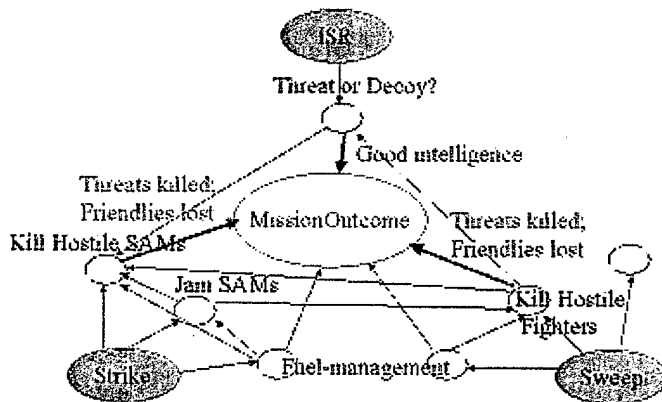 ISR
Threat or Decoy?
Good intelligence
Threats killed;
Friendlies lost
MissionOutcome
Threats killed;
Friendlies lost
Kill Hostile SAMs
Jam SAMs
Kill Hostile
Fighters
Strike
Fuel-management
Sweep